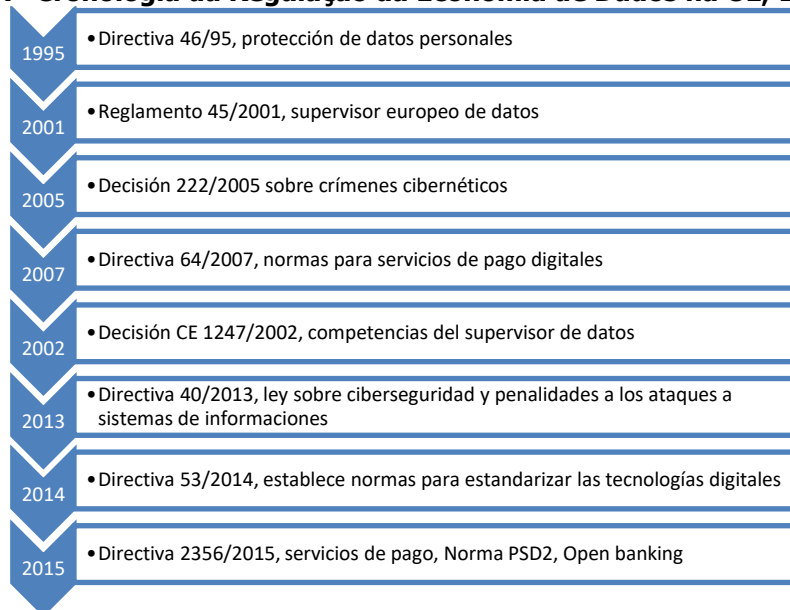 Cronologia da Regulação da Economia de Dados na UE,
1995
•Directiva 46/95, protección de datos personales
2001
•Reglamento 45/2001, supervisor europeo de datos
2005
•Decisión 222/2005 sobre crímenes cibernéticos
2007
•Directiva 64/2007, normas para servicios de pago digitales
2002
•Decisión CE 1247/2002, competencias del supervisor de datos
2013
•Directiva 40/2013, ley sobre ciberseguridad y penalidades a los ataques a
sistemas de informaciones
2014
•Directiva 53/2014, establece normas para estandarizar las tecnologías digitales
2015
•Directiva 2356/2015, servicios de pago, Norma PSD2, Open banking